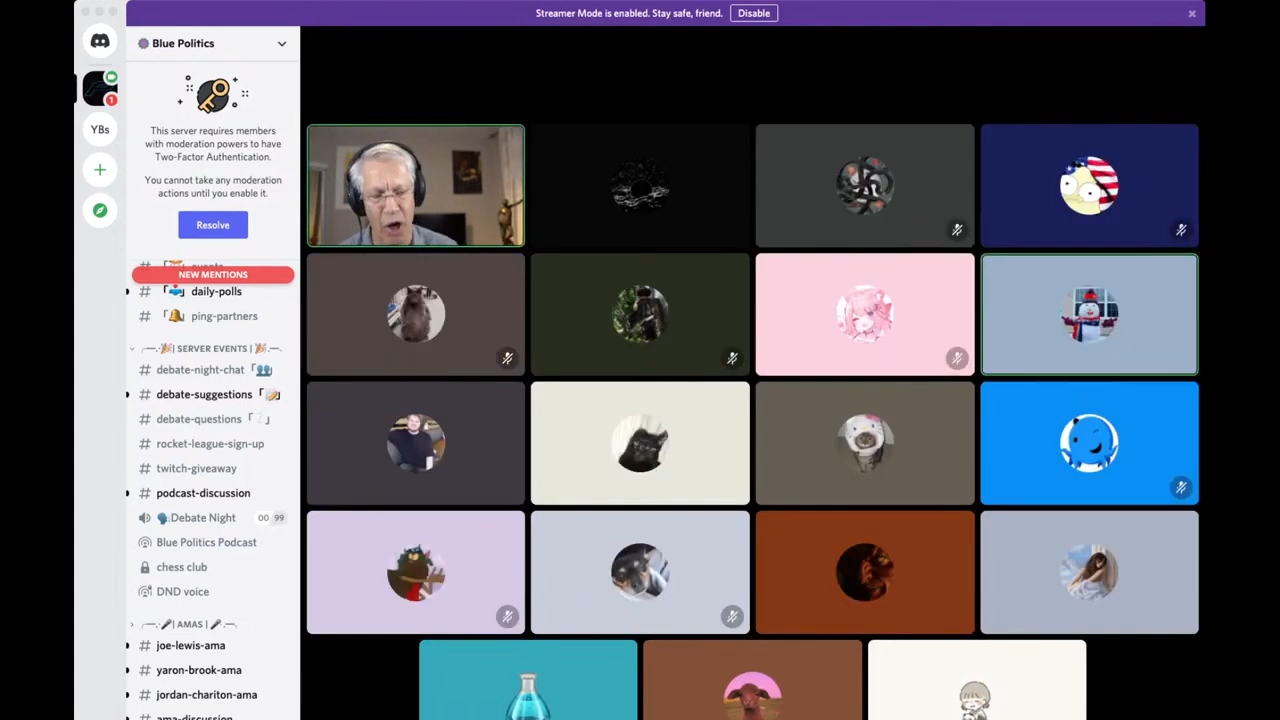 Streamer Mode is enabled. Stay safe, friend.
Disable
Blue Politics
This server requires members
with moderation powers to have
Two-Factor Authentication.
You cannot take any moderation
actions until you enable it.
Resolve
1
YBs
events
NEW MENTIONS
daily-polls
ping-partners
SERVER EVENTS
debate-night-chat
debate-suggestions
debate-questions
rocket-league-sign-up
twitch-giveaway
podcast-discussion
Debate Night 00 99
Blue Politics Podcast
chess club
DND voice
AMAS
joe-lewis-ama
yaron-brook-ama
jordan-chariton-ama
ama-discussion